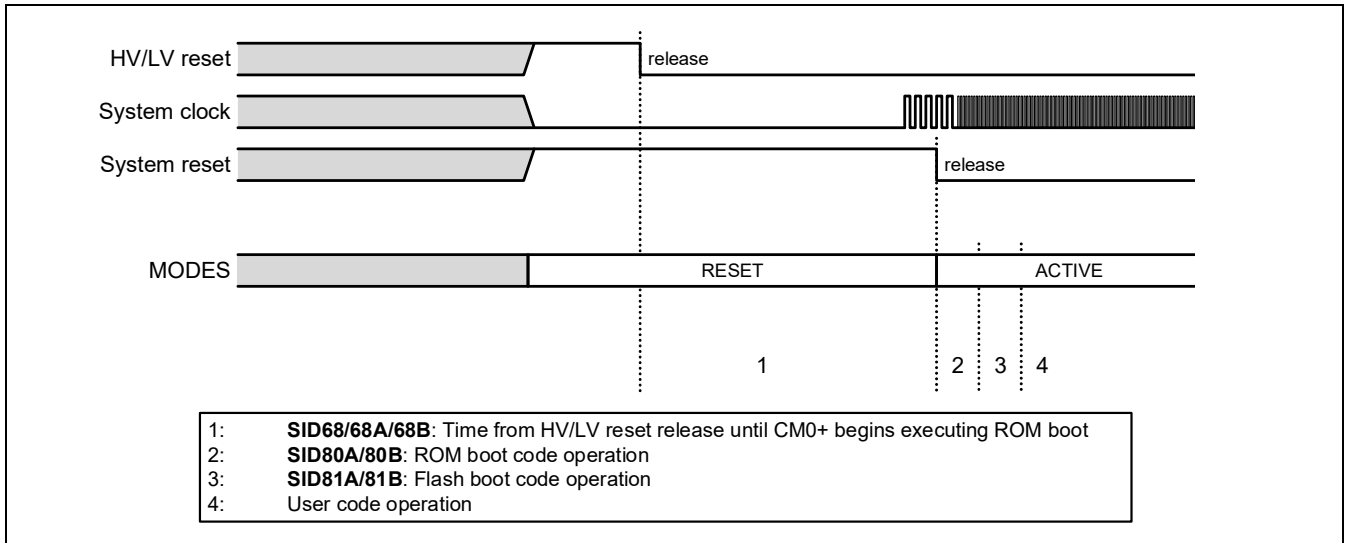 HV/LV reset
release
System clock
System reset
release
MODES
RESET
ACTIVE
1
2
3
4
1: SID68/68A/68B: Time from HV/LV reset release until CM0+ begins executing ROM boot
2: SID80A/80B: ROM boot code operation
3: SID81A/81B: Flash boot code operation
4: User code operation